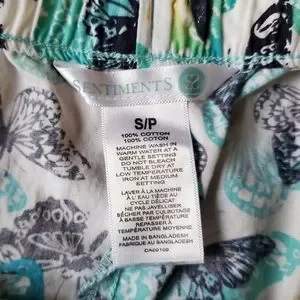 SENTIMENTS
S/P
100% COTTON
100% COTON
MACHINE WASH IN
WARM WATER AT A
GENTLE SETTING
DO NOT BLEACH
TUMBLE DRY AT
LOW TEMPERATURE
IRON AT MEDIUM
SETTING
LAVER À LA MACHINE
À L'EAU TIÈDE AU
CYCLE DÉLICAT
NE PAS JAVELLISER
SÉCHER PAR CULBUTAGE
À BASSE TEMPÉRATURE
REPASSER À
TEMPÉRATURE MOYENNE
MADE IN BANGLADESH
FABRIQUÉ AU BANGLADESH